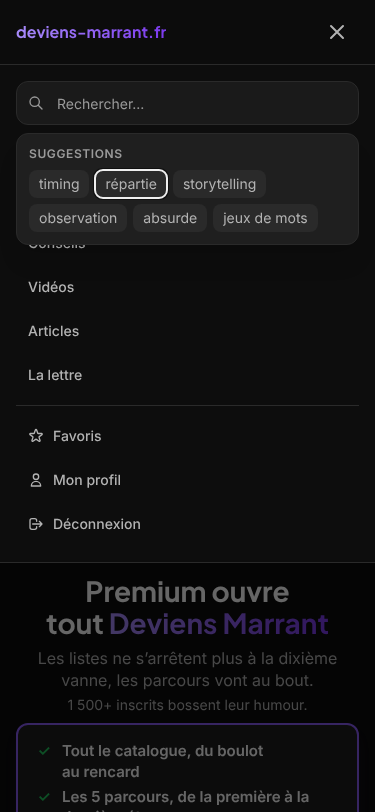 deviens-marrant.fr
Rechercher...
SUGGESTIONS
timing répartie storytelling
observation absurde jeux de mots
Conseils
Vidéos
Articles
La lettre
Favoris
Mon profil
Déconnexion
Premium ouvre
tout Deviens Marrant
Les listes ne s'arrêtent plus à la dixième
vanne, les parcours vont au bout.
1 500+ inscrits bossent leur humour.
Tout le catalogue, du boulot
au rencard
Les 5 parcours, de la première à la